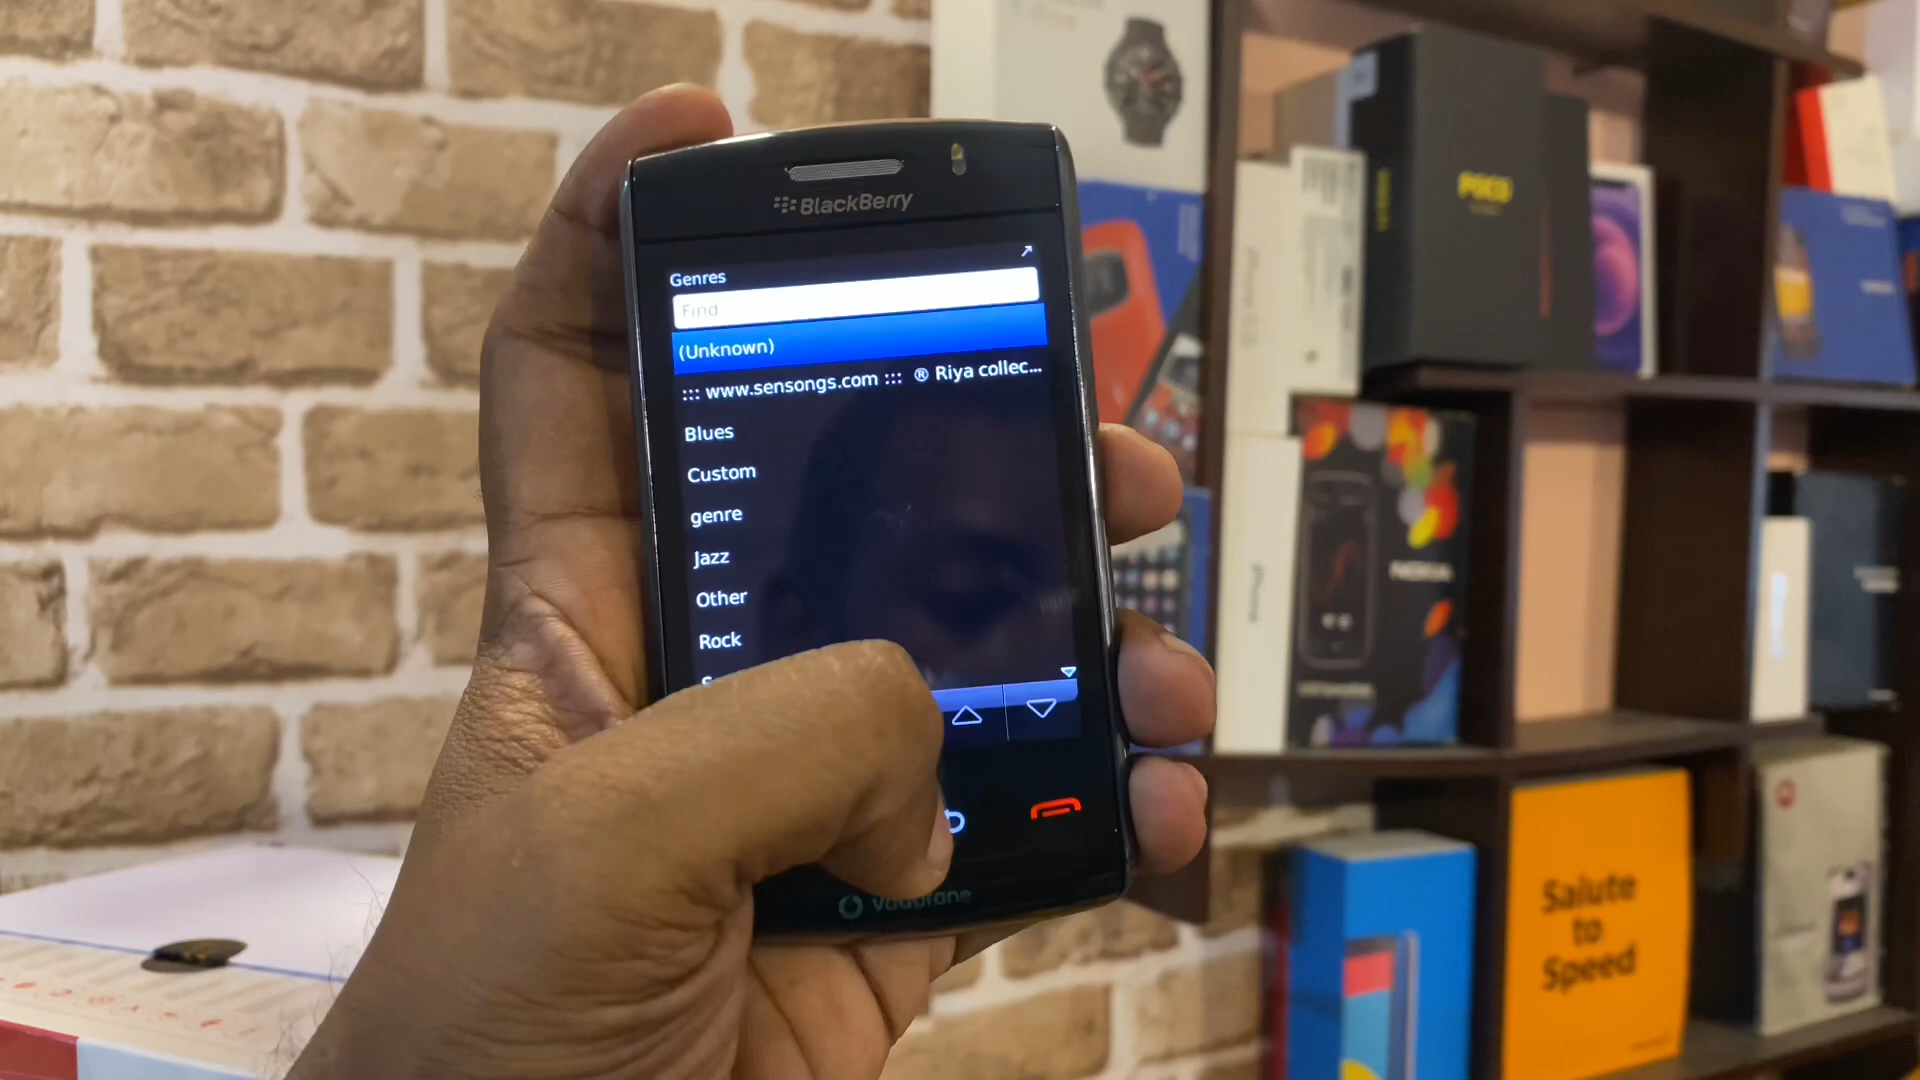 BlackBerry
Genres
Find
(Unknown)
::: www.sensongs.com ::: ® Riya collec...
Blues
Custom
genre
Jazz
Other
Rock
vodafone
POCO
NOKIA
iPhone
Salute
to
Speed